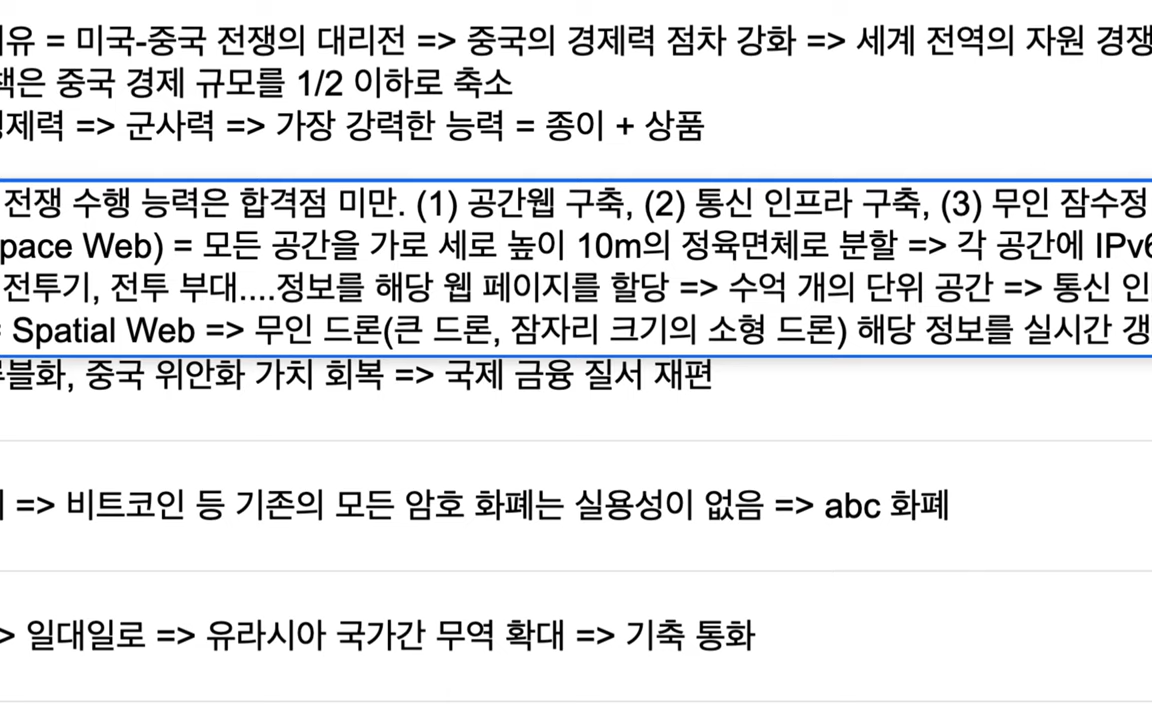 유 = 미국-중국 전쟁의 대리전 => 중국의 경제력 점차 강화 => 세계 전역의 자원 경쟁
책은 중국 경제 규모를 1/2 이하로 축소
경제력 => 군사력 => 가장 강력한 능력 = 종이 + 상품
전쟁 수행 능력은 합격점 미만. (1) 공간웹 구축, (2) 통신 인프라 구축, (3) 무인 잠수정
pace Web) = 모든 공간을 가로 세로 높이 10m의 정육면체로 분할 => 각 공간에 IPv6
전투기, 전투 부대....정보를 해당 웹 페이지를 할당 => 수억 개의 단위 공간 => 통신 인
= Spatial Web => 무인 드론(큰 드론, 잠자리 크기의 소형 드론) 해당 정보를 실시간 갱
블화, 중국 위안화 가치 회복 => 국제 금융 질서 재편
=> 비트코인 등 기존의 모든 암호 화폐는 실용성이 없음 => abc 화폐
> 일대일로 => 유라시아 국가간 무역 확대 => 기축 통화